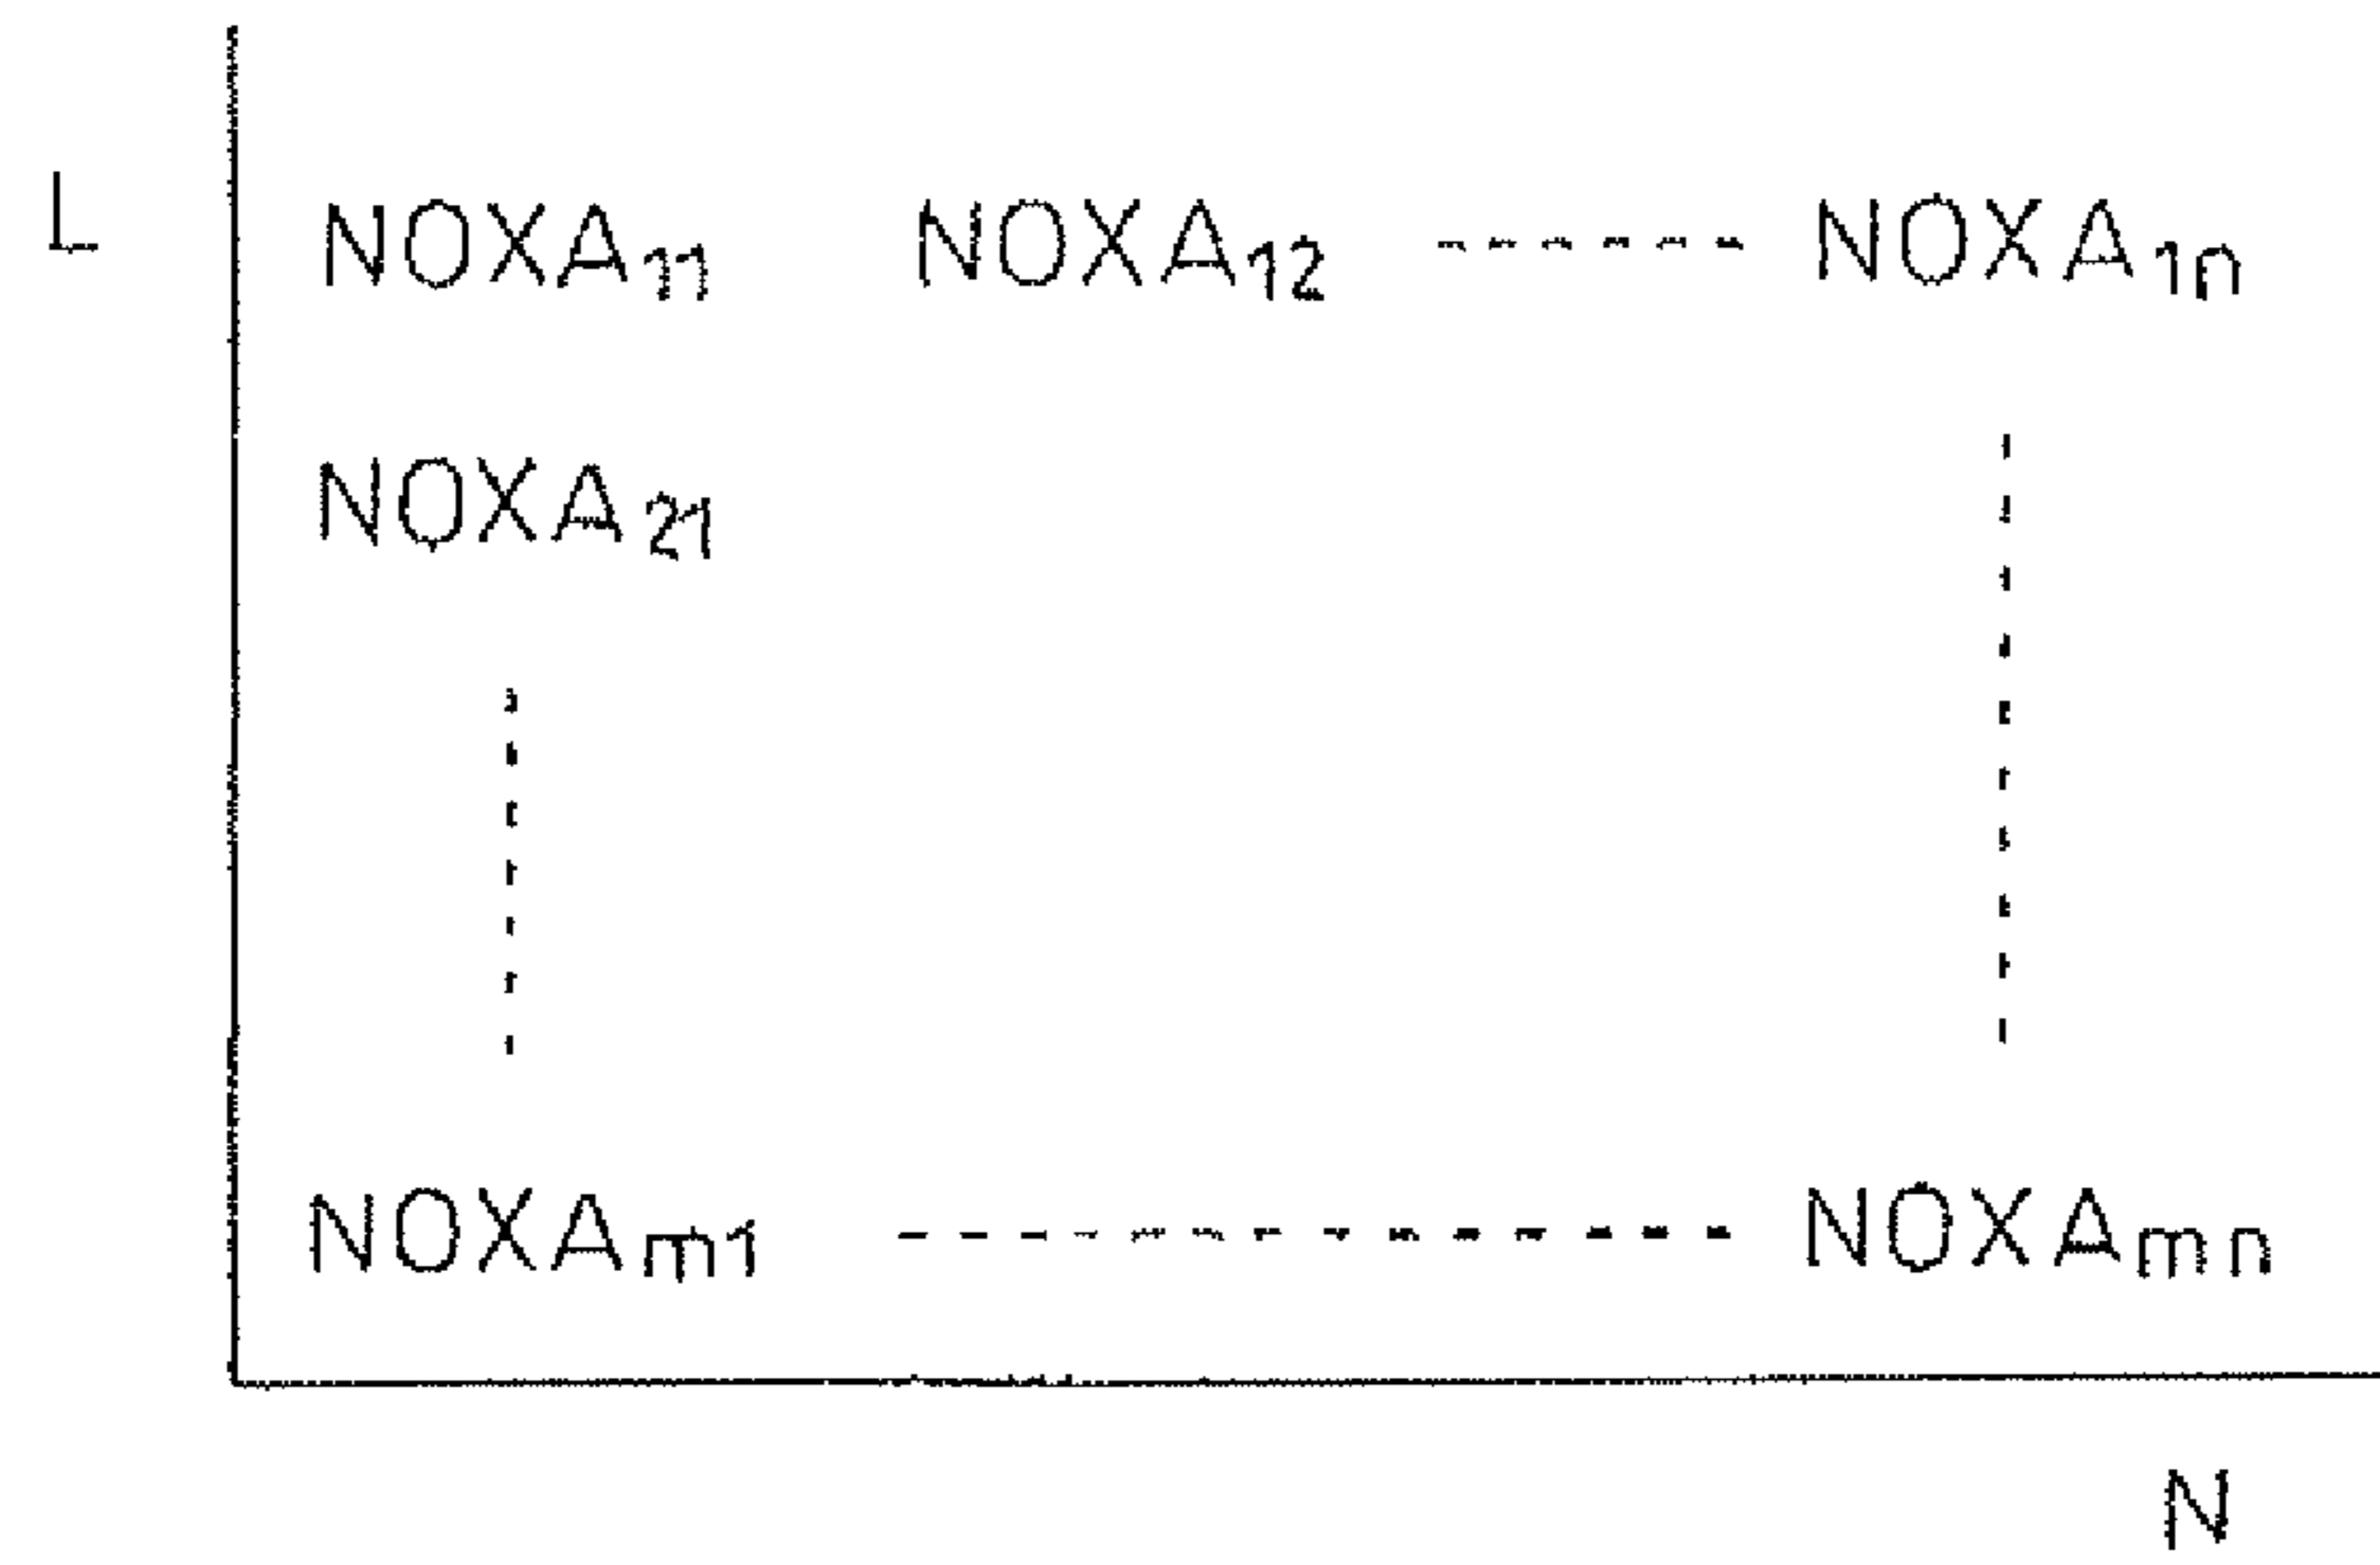 L NOXA₁₁ NOXA₁₂ ------ NOXA₁ₙ
NOXA₂₁
NOXAₘ₁ -------------- NOXAₘₙ
N